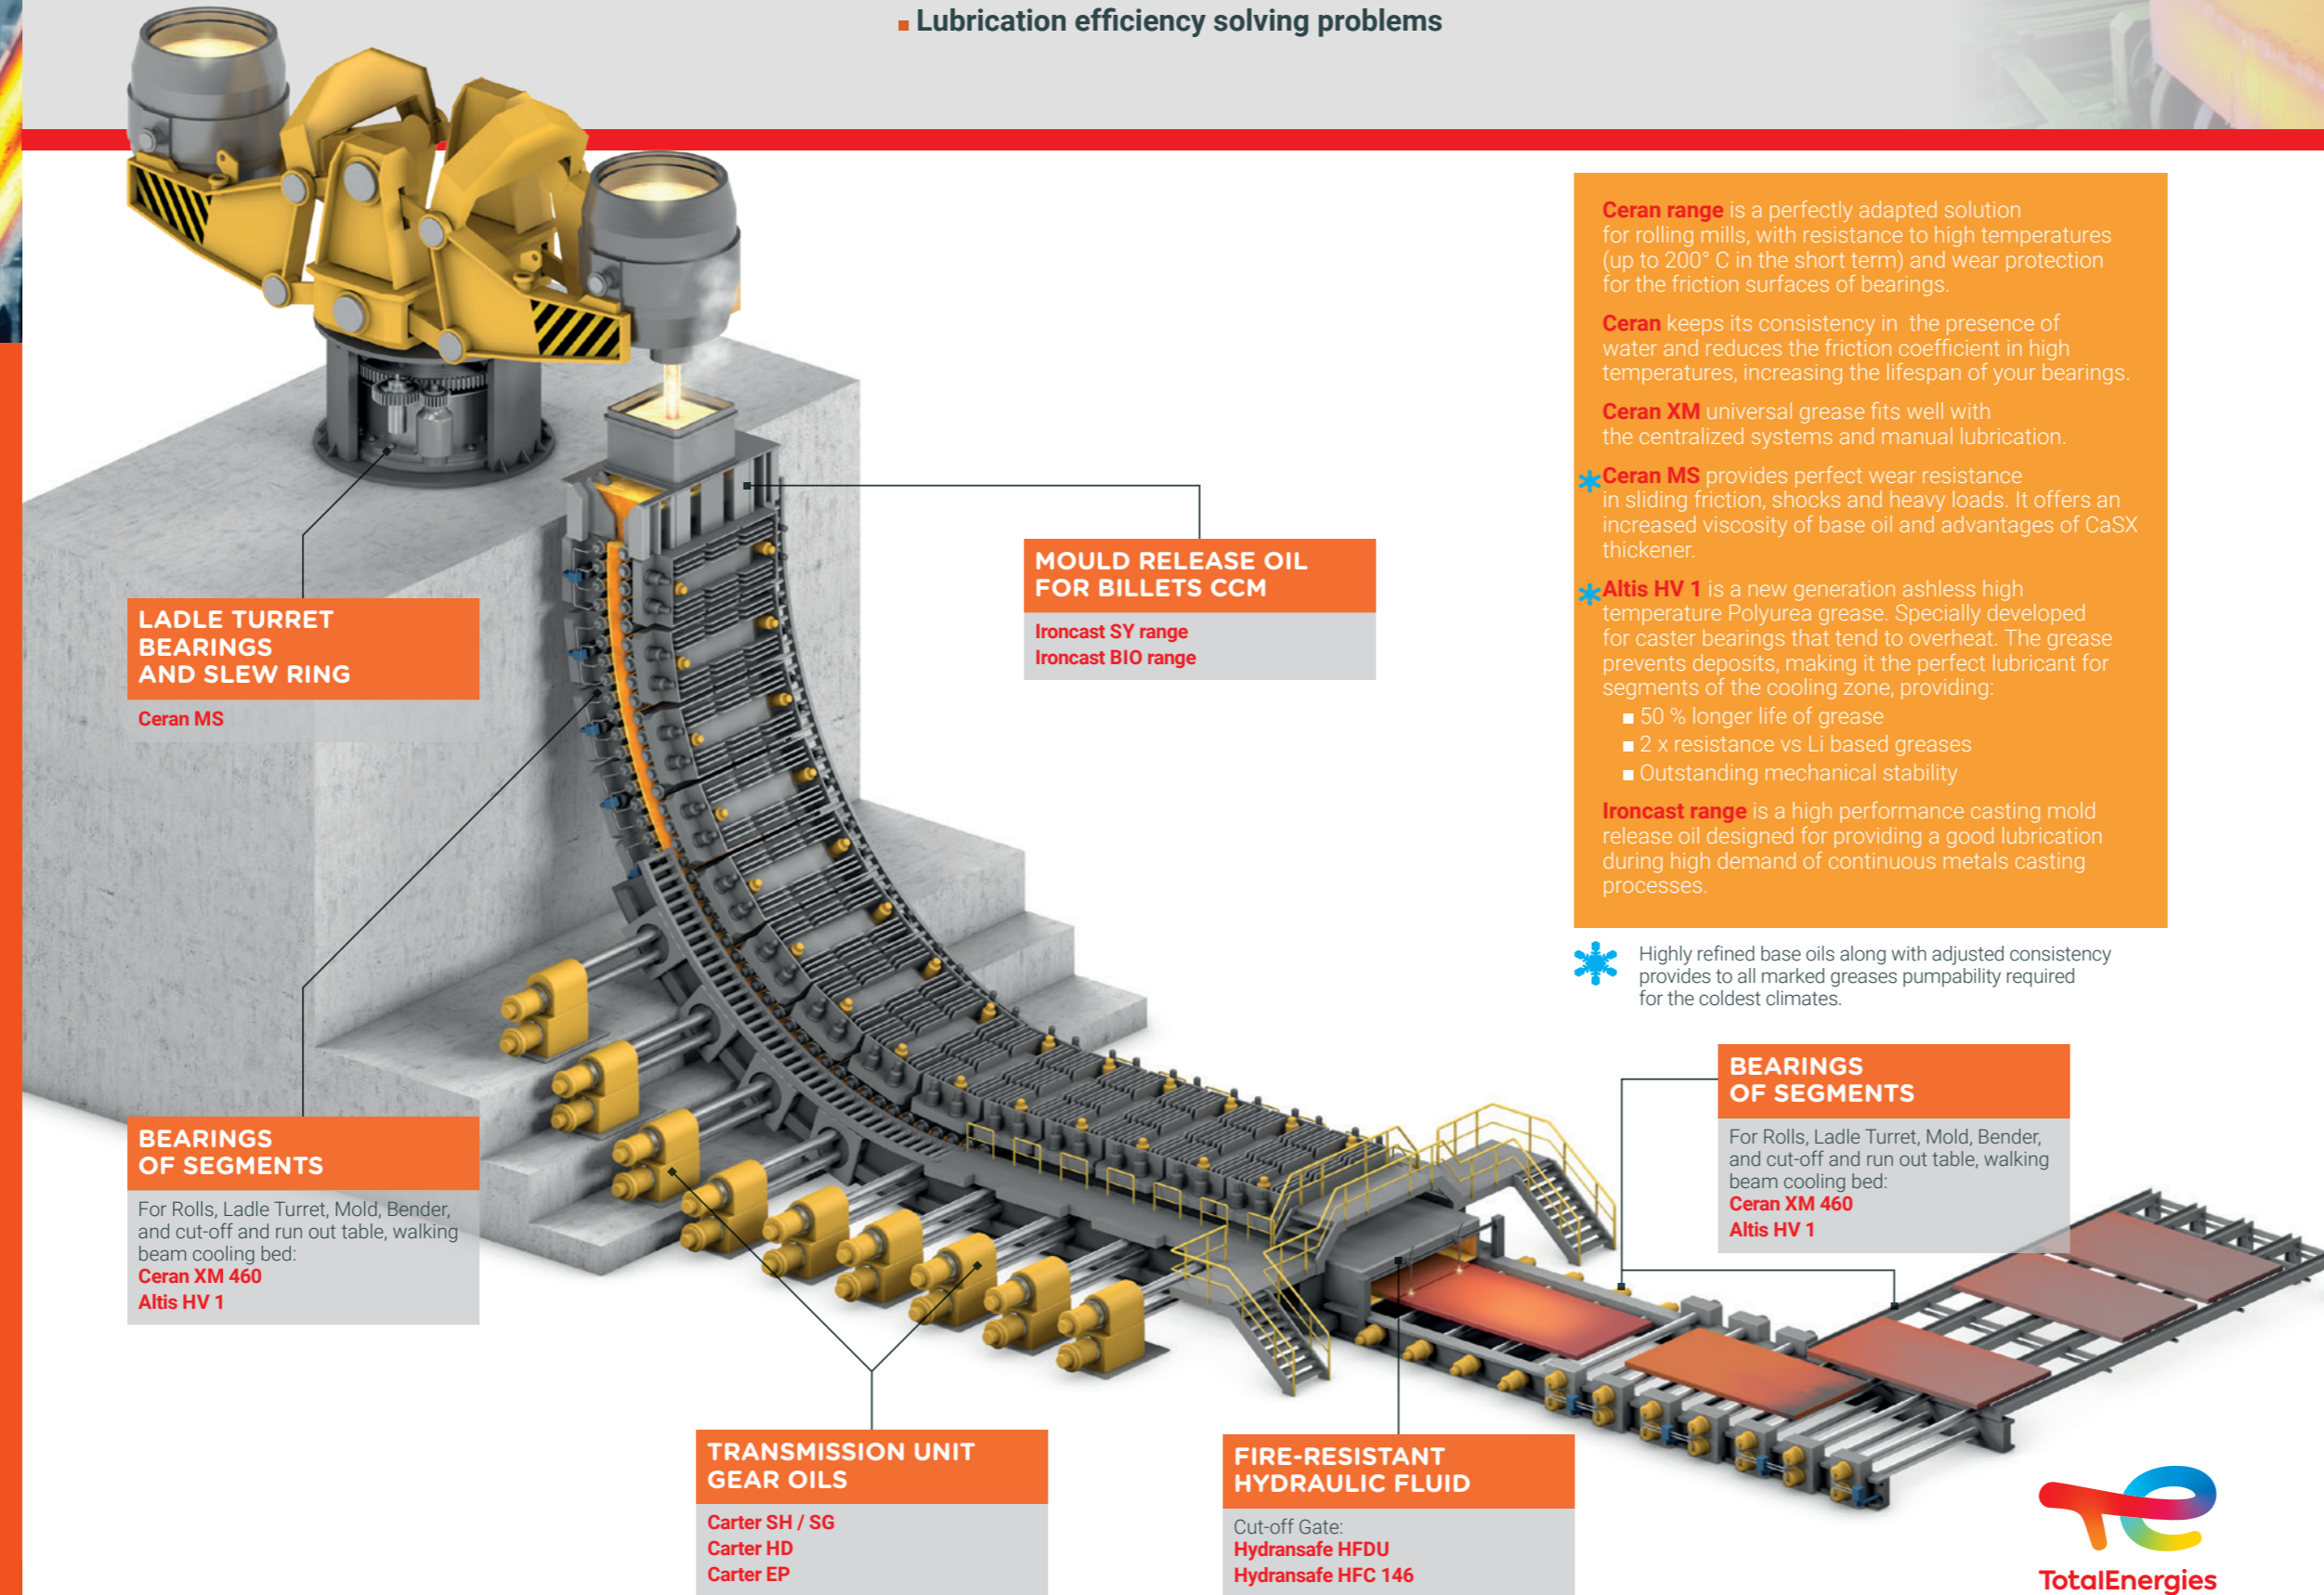 ▪ Lubrication efficiency solving problems
Ceran range is a perfectly adapted solution
for rolling mills, with resistance to high temperatures
(up to 200° C in the short term) and wear protection
for the friction surfaces of bearings.
Ceran keeps its consistency in the presence of
water and reduces the friction coefficient in high
temperatures, increasing the lifespan of your bearings.
Ceran XM universal grease fits well with
the centralized systems and manual lubrication.
Ceran MS provides perfect wear resistance
in sliding friction, shocks and heavy loads. It offers an
increased viscosity of base oil and advantages of CaSX
thickener.
Altis HV 1 is a new generation ashless high
temperature Polyurea grease. Specially developed
for caster bearings that tend to overheat. The grease
prevents deposits, making it the perfect lubricant for
segments of the cooling zone, providing:
▪ 50 % longer life of grease
▪ 2 x resistance vs Li based greases
▪ Outstanding mechanical stability
Ironcast range is a high performance casting mold
release oil designed for providing a good lubrication
during high demand of continuous metals casting
processes.
Highly refined base oils along with adjusted consistency
provides to all marked greases pumpability required
for the coldest climates.
MOULD RELEASE OIL
FOR BILLETS CCM
Ironcast SY range
Ironcast BIO range
LADLE TURRET
BEARINGS
AND SLEW RING
Ceran MS
BEARINGS
OF SEGMENTS
For Rolls, Ladle Turret, Mold, Bender,
and cut-off and run out table, walking
beam cooling bed:
Ceran XM 460
Altis HV 1
BEARINGS
OF SEGMENTS
For Rolls, Ladle Turret, Mold, Bender,
and cut-off and run out table, walking
beam cooling bed:
Ceran XM 460
Altis HV 1
TRANSMISSION UNIT
GEAR OILS
Carter SH / SG
Carter HD
Carter EP
FIRE-RESISTANT
HYDRAULIC FLUID
Cut-off Gate:
Hydransafe HFDU
Hydransafe HFC 146
TotalEnergies